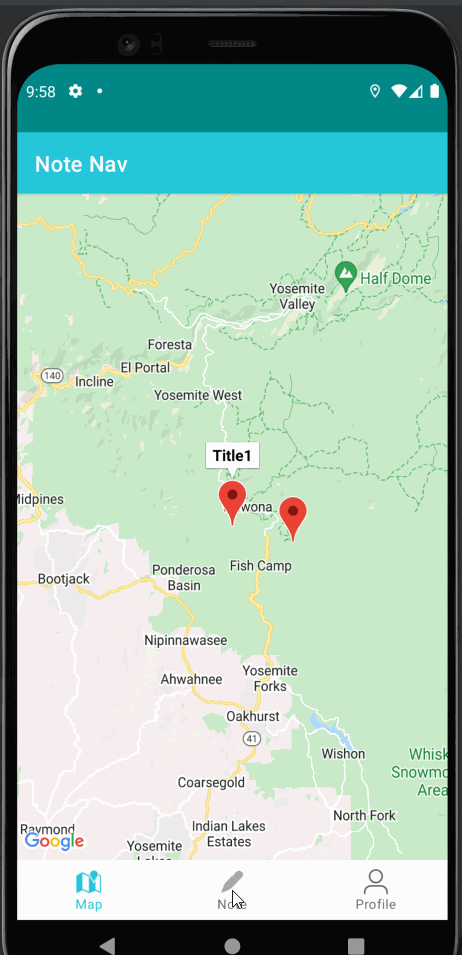 9:58
Note Nav
Half Dome
Yosemite
Valley
Foresta
El Portal
140
Incline
Yosemite West
Title1
Midpines
wona
Fish Camp
Ponderosa
Basin
Bootjack
Nipinnawasee
Ahwahnee
Yosemite
Forks
Oakhurst
41
Wishon
Whisk
Snowmo
Area
Coarsegold
North Fork
Raymond
Google
Indian Lakes
Estates
Yosemite
Lakes
Map
Note
Profile